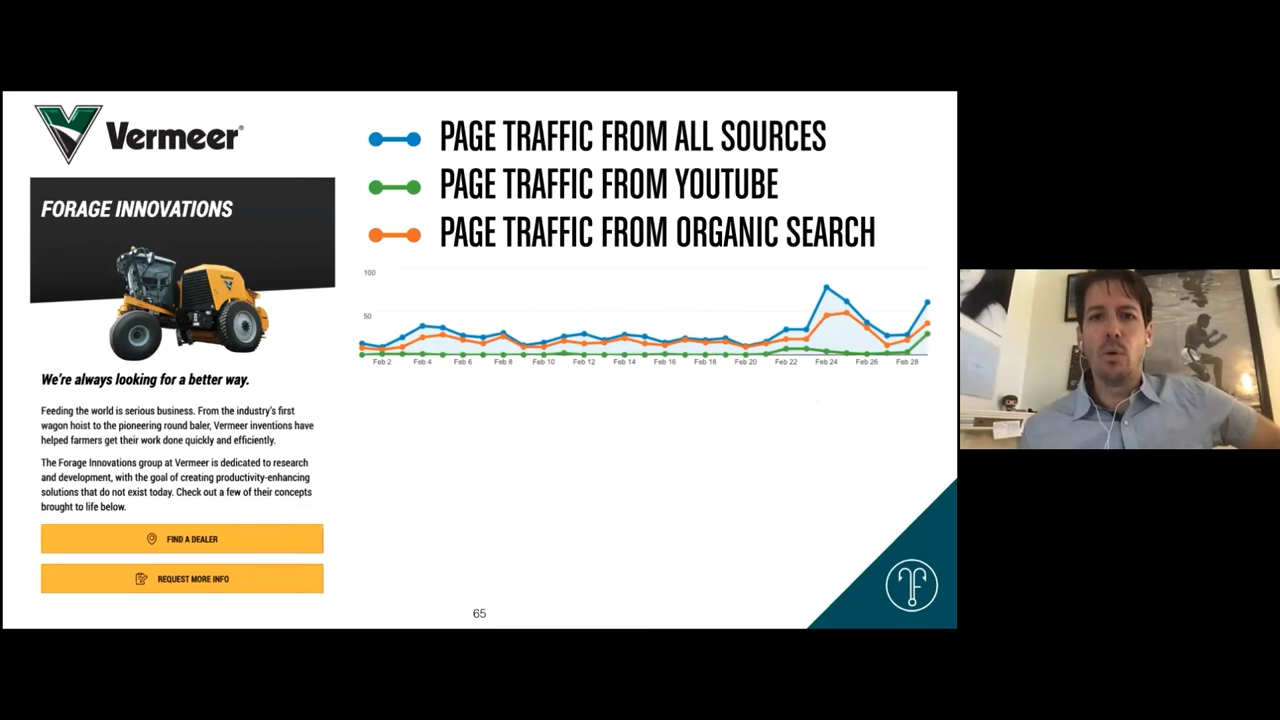 Vermeer®
FORAGE INNOVATIONS
We're always looking for a better way.
Feeding the world is serious business. From the industry's first
wagon hoist to the pioneering round baler, Vermeer inventions have
helped farmers get their work done quickly and efficiently.
The Forage Innovations group at Vermeer is dedicated to research
and development, with the goal of creating productivity-enhancing
solutions that do not exist today. Check out a few of their concepts
brought to life below.
FIND A DEALER
REQUEST MORE INFO
PAGE TRAFFIC FROM ALL SOURCES
PAGE TRAFFIC FROM YOUTUBE
PAGE TRAFFIC FROM ORGANIC SEARCH
100
50
Feb 2 Feb 4 Feb 6 Feb 8 Feb 10 Feb 12 Feb 14 Feb 16 Feb 18 Feb 20 Feb 22 Feb 24 Feb 26 Feb 28
65